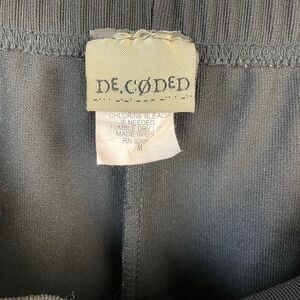 DE.CØDED
CHLORINE BLEACH
IF NEEDED
TUMBLE DRY
MADE IN
RN
M